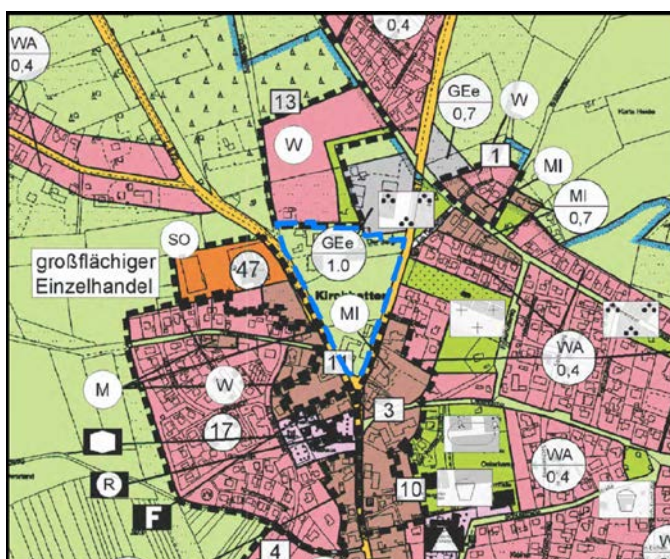 WA
0,4
0,4
13
GEe
0,7
W
W
1
MI
MI
0,7
SO
großflächiger
Einzelhandel
47
GEe
1.0
Kirchhatten
MI
11
WA
0,4
M
W
17
3
R
10
WA
0,4
F
4